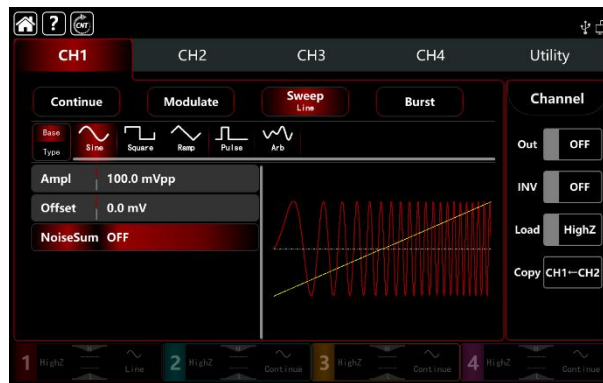 ? CNT
CH1 CH2 CH3 CH4 Utility
Continue Modulate Sweep Burst Channel
Line
Base
Type Sine Square Ramp Pulse Arb
Out OFF
Ampl 100.0 mVpp
INV OFF
Offset 0.0 mV
Load HighZ
NoiseSum OFF
Copy CH1←CH2
1 HighZ Line 2 HighZ Continue 3 HighZ Continue 4 HighZ Continue